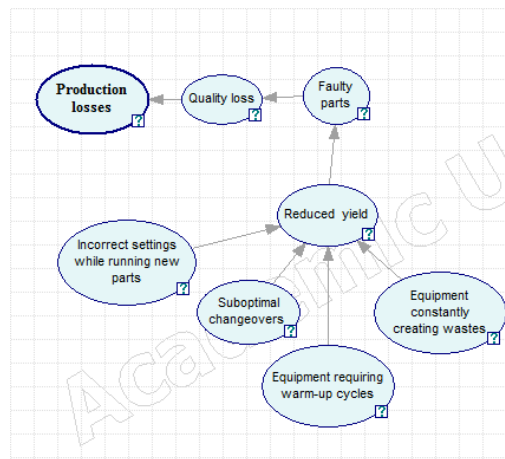 Production
losses
Quality loss
Faulty
parts
Reduced yield
Incorrect settings
while running new
parts
Suboptimal
changeovers
Equipment
constantly
creating wastes
Equipment requiring
warm-up cycles
?
?
?
?
?
?
?
?
Academic U